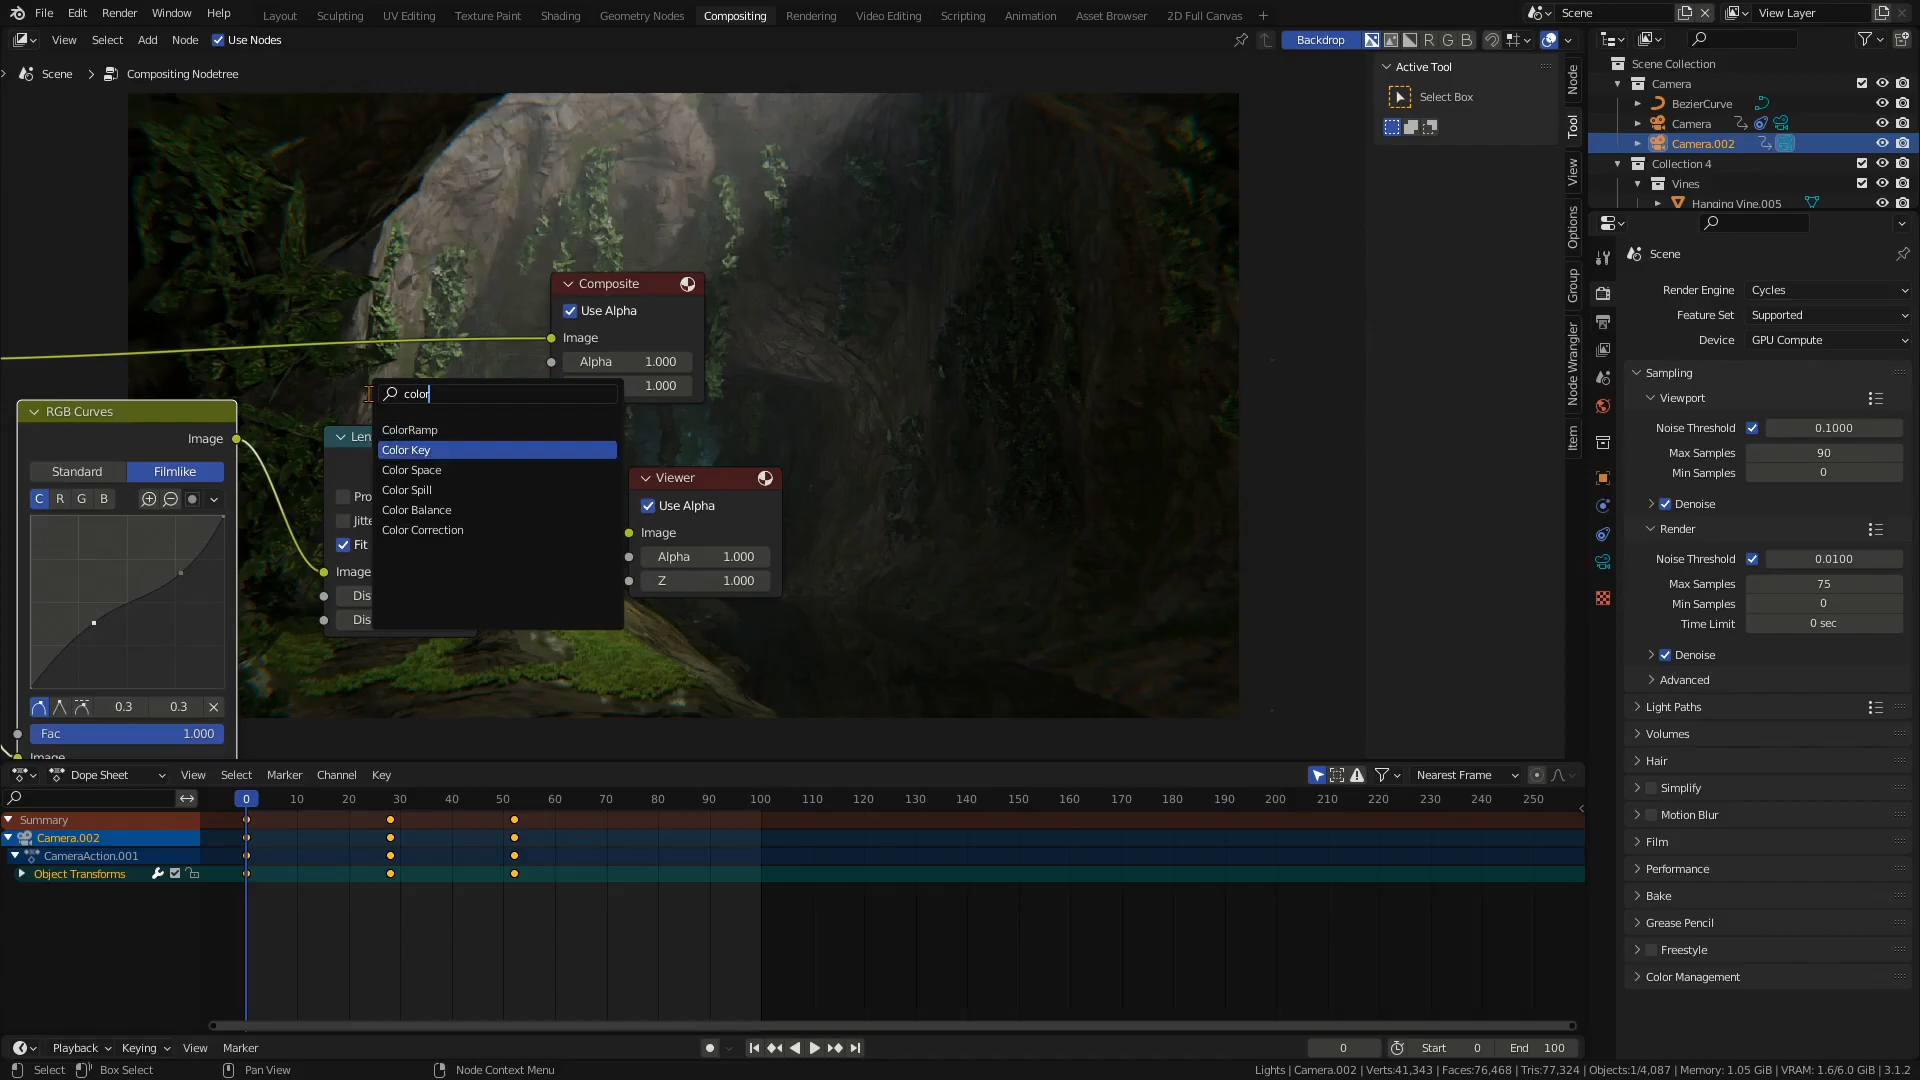 File Edit Render Window Help Layout Sculpting UV Editing Texture Paint Shading Geometry Nodes Compositing Rendering Video Editing Scripting Animation Asset Browser 2D Full Canvas + Scene View Layer
View Select Add Node Use Nodes Backdrop R G B
Scene > Compositing Nodetree
Active Tool
Select Box
Node
Tool
View
Options
Group
Node Wrangler
Item
Scene Collection
Camera
BezierCurve
Camera
Camera.002
Collection 4
Vines
Hanging Vine.005
Composite
Use Alpha
Image
Alpha 1.000
1.000
color
ColorRamp
Color Key
Color Space
Color Spill
Color Balance
Color Correction
RGB Curves
Image
Standard Filmlike
C R G B
0.3 0.3
Fac 1.000
Image
Len
Pro
Jitte
Fit
Image
Dis
Dis
Viewer
Use Alpha
Image
Alpha 1.000
Z 1.000
Scene
Render Engine Cycles
Feature Set Supported
Device GPU Compute
Sampling
Viewport
Noise Threshold 0.1000
Max Samples 90
Min Samples 0
Denoise
Render
Noise Threshold 0.0100
Max Samples 75
Min Samples 0
Time Limit 0 sec
Denoise
Advanced
Light Paths
Volumes
Hair
Simplify
Motion Blur
Film
Performance
Bake
Grease Pencil
Freestyle
Color Management
Dope Sheet View Select Marker Channel Key Nearest Frame
0 10 20 30 40 50 60 70 80 90 100 110 120 130 140 150 160 170 180 190 200 210 220 230 240 250
Summary
Camera.002
CameraAction.001
Object Transforms
Playback Keying View Marker 0 Start 0 End 100
Select Box Select Pan View Node Context Menu Lights | Camera.002 | Verts:41,343 | Faces:76,468 | Tris:77,324 | Objects:1/4,087 | Memory: 1.05 GiB | VRAM: 1.6/6.0 GiB | 3.1.2